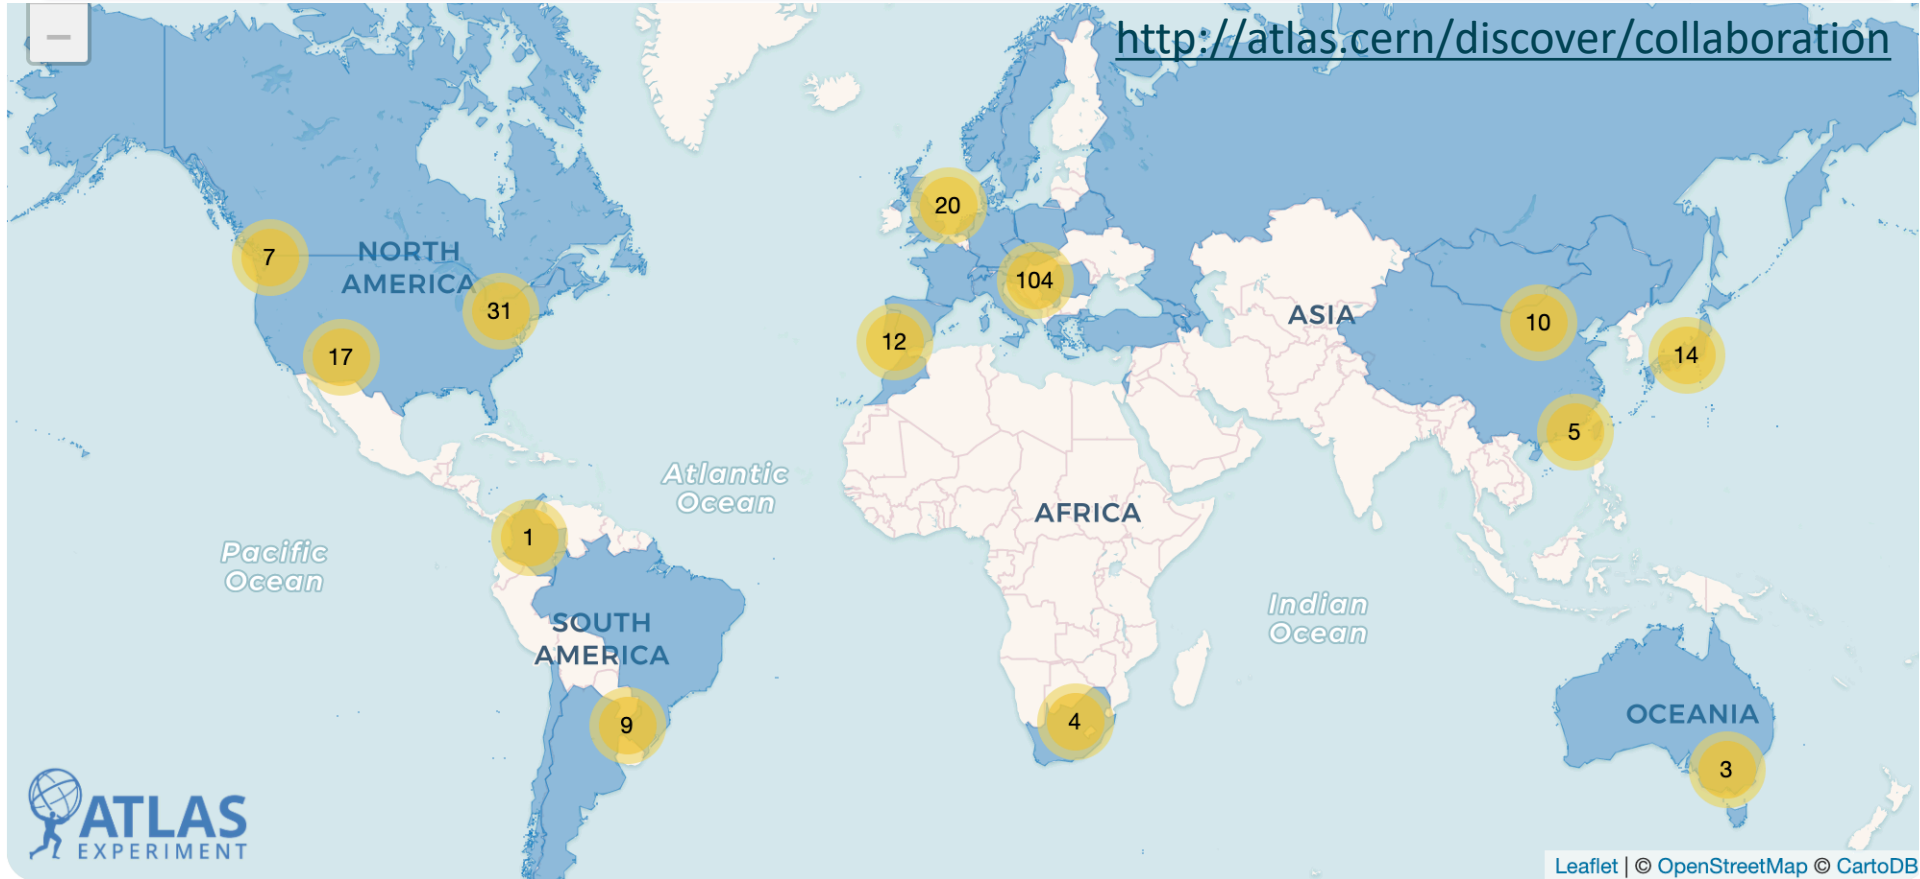 http://atlas.cern/discover/collaboration
20
7
NORTH
AMERICA
104
31
ASIA
10
12
14
17
5
Atlantic
Ocean
AFRICA
1
Pacific
Ocean
Indian
Ocean
SOUTH
AMERICA
OCEANIA
9
4
3
ATLAS
EXPERIMENT
Leaflet | © OpenStreetMap © CartoDB